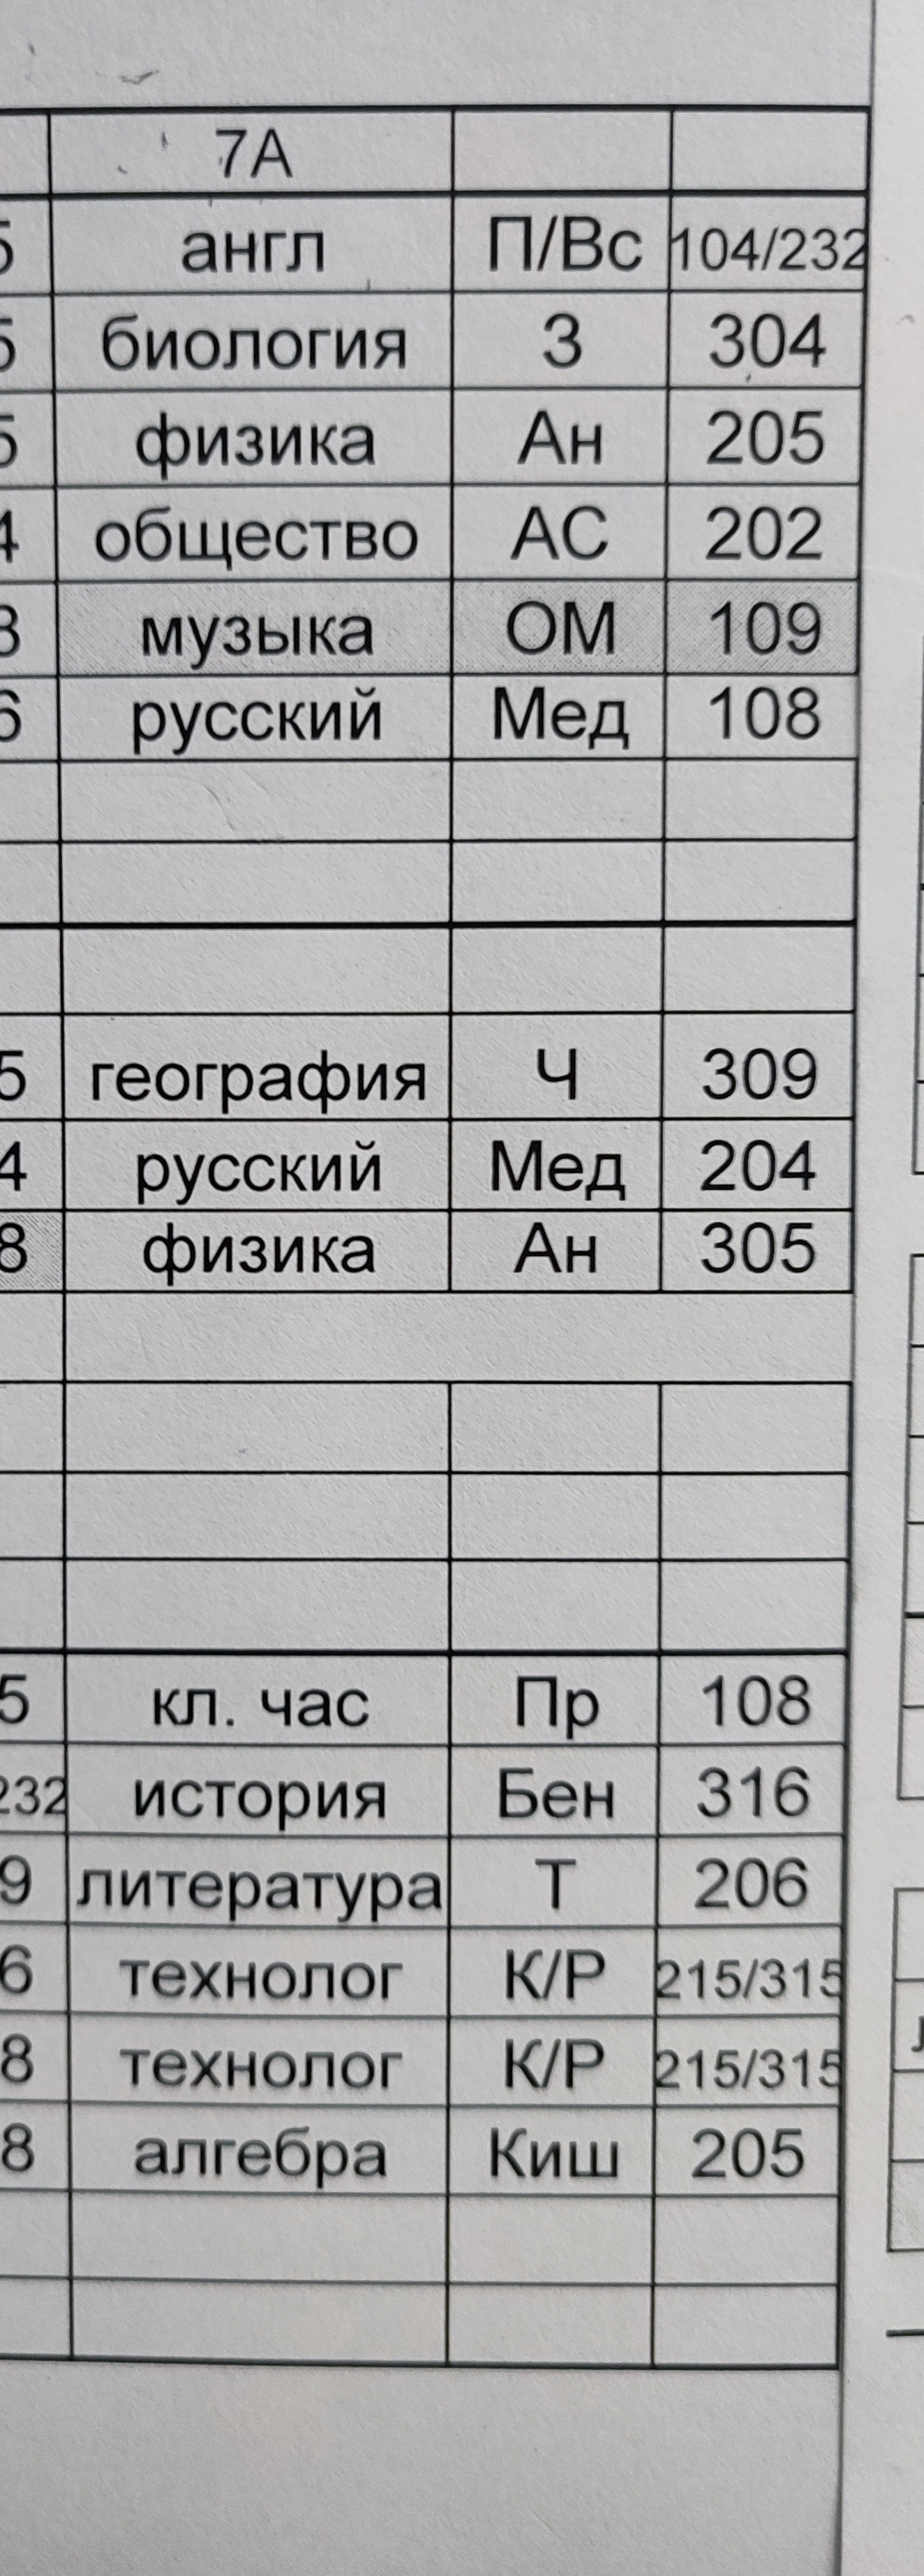 7А
5 англ П/Вс 104/232
5 биология З 304
5 физика Ан 205
4 общество АС 202
8 музыка ОМ 109
6 русский Мед 108
5 география Ч 309
4 русский Мед 204
8 физика Ан 305
5 кл. час Пр 108
232 история Бен 316
9 литература Т 206
6 технолог К/Р 215/315
8 технолог К/Р 215/315
8 алгебра Киш 205